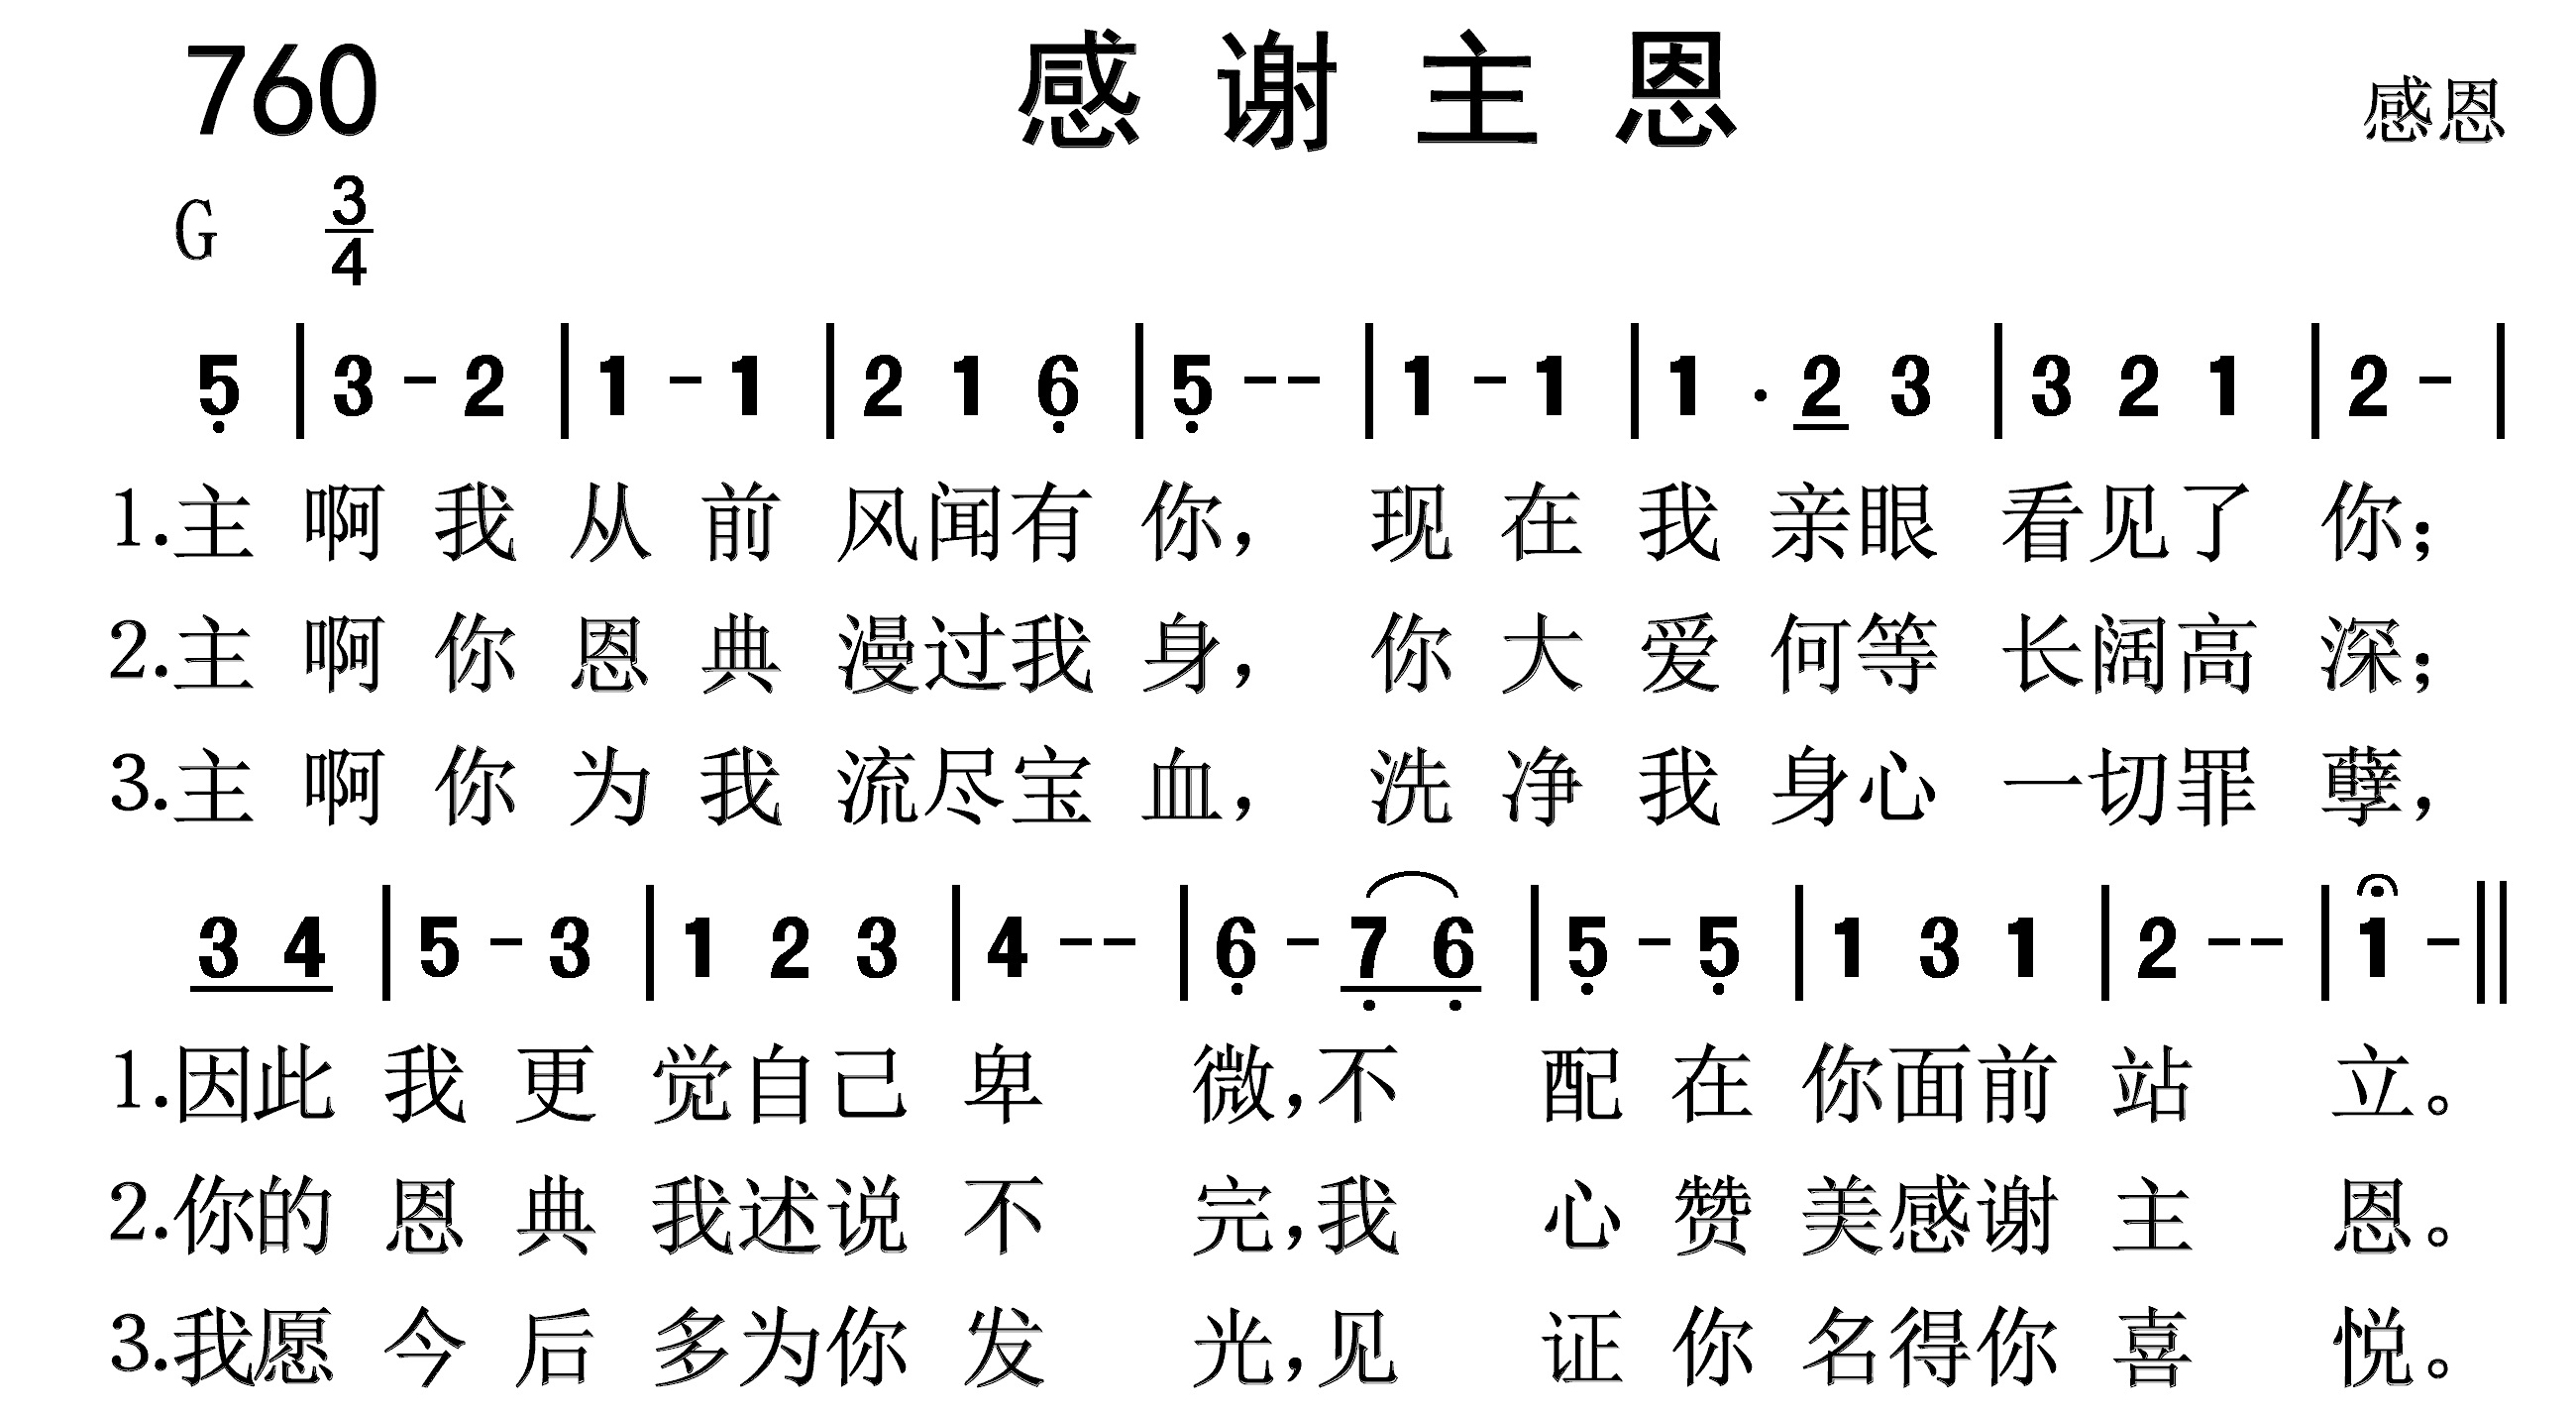 760 感谢主恩 感恩
G 3/4
5̣ | 3 - 2 | 1 - 1 | 2 1 6̣ | 5̣ - - | 1 - 1 | 1 · 2 3 | 3 2 1 | 2 - |
1.主啊我从前风闻有你，现在我亲眼看见了你；
2.主啊你恩典漫过我身，你大爱何等长阔高深；
3.主啊你为我流尽宝血，洗净我身心一切罪孽，
3 4 | 5 - 3 | 1 2 3 | 4 - - | 6̣ - 7̣ 6̣ | 5̣ - 5̣ | 1 3 1 | 2 - - | 1 - ||
1.因此我更觉自己卑微，不配在你面前站立。
2.你的恩典我述说不完，我心赞美感谢主恩。
3.我愿今后多为你发光，见证你名得你喜悦。